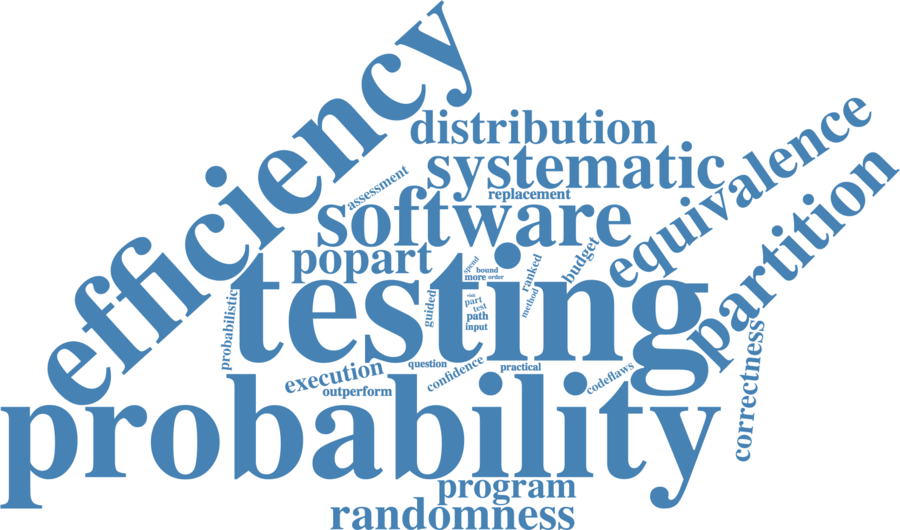 efficiency
distribution
systematic
equivalence
assessment
replacement
partition
software
popart
budget
spend
bound
ranked
more
order
testing
guided
method
visit
part
test
path
input
probabilistic
correctness
execution
question
confidence
practical
codeflaws
outperform
probability
program
randomness